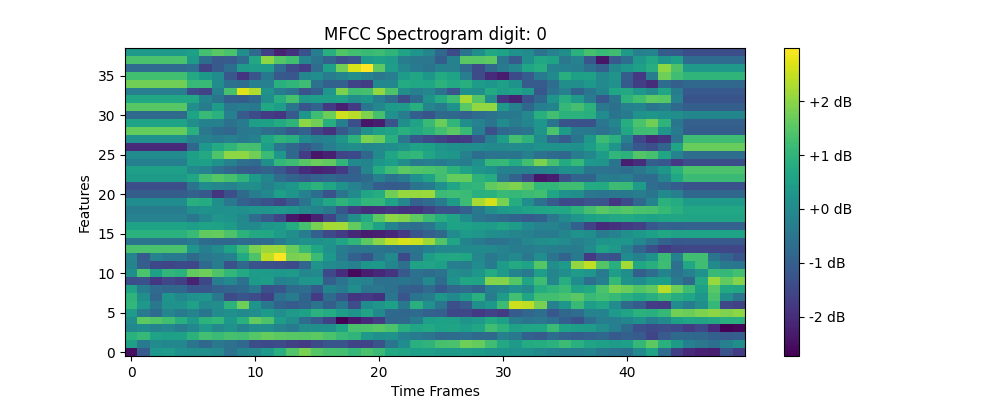 MFCC Spectrogram digit: 0
Features
35
30
25
20
15
10
5
0
0 10 20 30 40
Time Frames
+2 dB
+1 dB
+0 dB
-1 dB
-2 dB